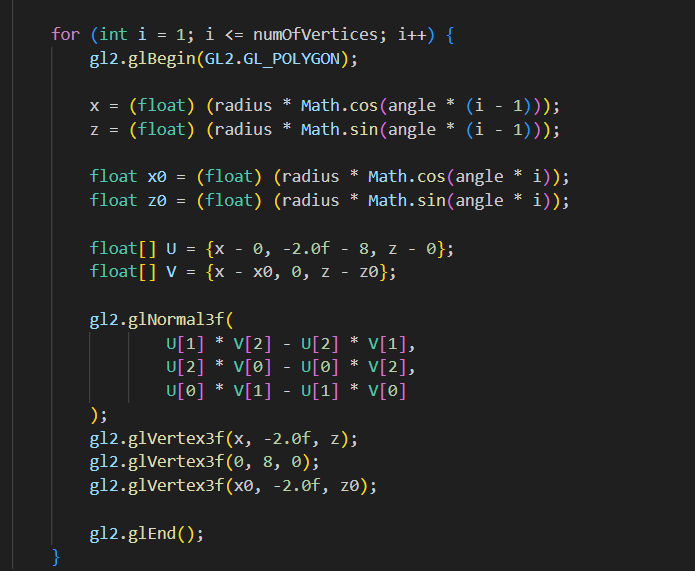 for (int i = 1; i <= numOfVertices; i++) {
gl2.glBegin(GL2.GL_POLYGON);
x = (float) (radius * Math.cos(angle * (i - 1)));
z = (float) (radius * Math.sin(angle * (i - 1)));
float x0 = (float) (radius * Math.cos(angle * i));
float z0 = (float) (radius * Math.sin(angle * i));
float[] U = {x - 0, -2.0f - 8, z - 0};
float[] V = {x - x0, 0, z - z0};
gl2.glNormal3f(
U[1] * V[2] - U[2] * V[1],
U[2] * V[0] - U[0] * V[2],
U[0] * V[1] - U[1] * V[0]
);
gl2.glVertex3f(x, -2.0f, z);
gl2.glVertex3f(0, 8, 0);
gl2.glVertex3f(x0, -2.0f, z0);
gl2.glEnd();
}